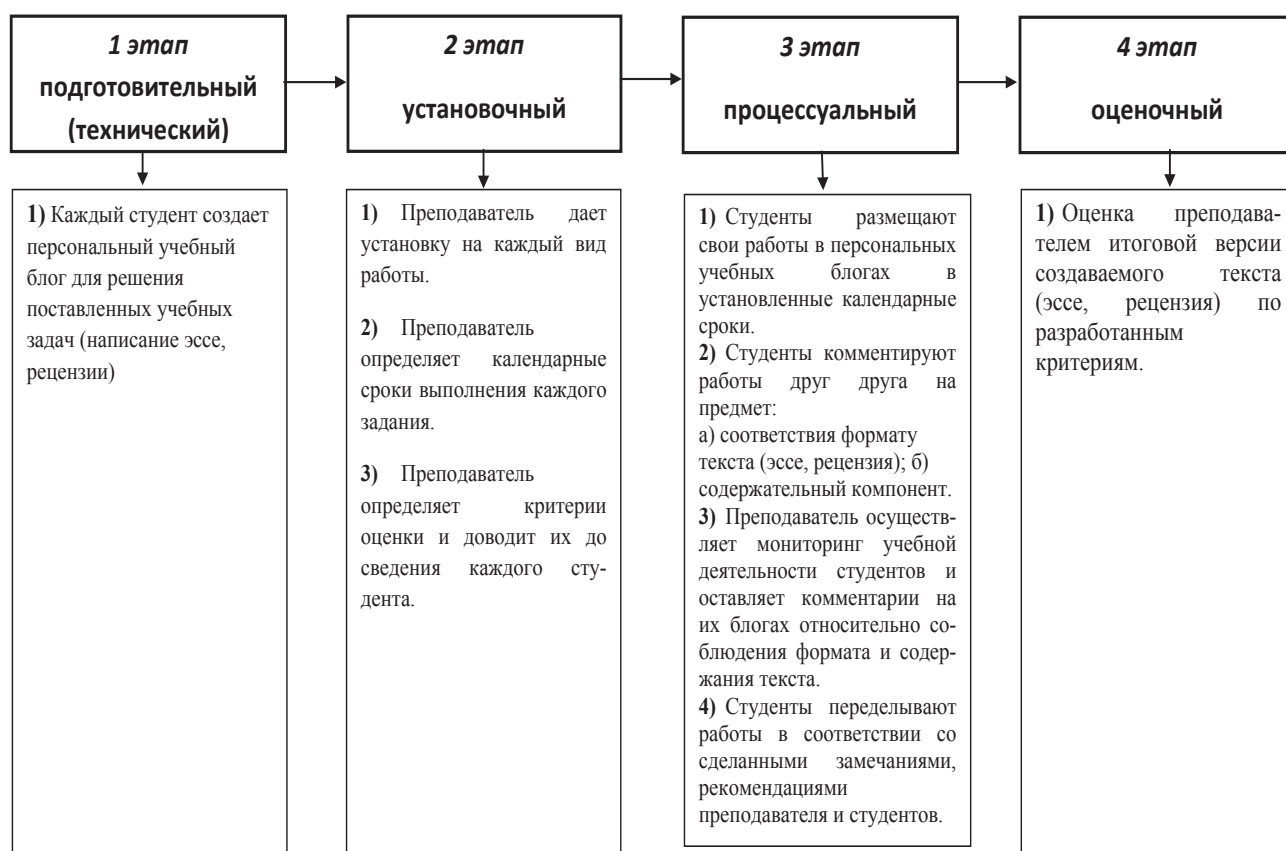 1 этап
подготовительный
(технический)
1) Каждый студент создает
персональный учебный
блог для решения
поставленных учебных
задач (написание эссе,
рецензии)
2 этап
установочный
1) Преподаватель дает
установку на каждый вид
работы.
2) Преподаватель
определяет календарные
сроки выполнения каждого
задания.
3) Преподаватель
определяет критерии
оценки и доводит их до
сведения каждого сту-
дента.
3 этап
процессуальный
1) Студенты размещают
свои работы в персональных
учебных блогах в
установленные календарные
сроки.
2) Студенты комментируют
работы друг друга на
предмет:
а) соответствия формату
текста (эссе, рецензия); б)
содержательный компонент.
3) Преподаватель осуществ-
ляет мониторинг учебной
деятельности студентов и
оставляет комментарии на
их блогах относительно со-
блюдения формата и содер-
жания текста.
4) Студенты переделывают
работы в соответствии со
сделанными замечаниями,
рекомендациями
преподавателя и студентов.
4 этап
оценочный
1) Оценка преподава-
телем итоговой версии
создаваемого текста
(эссе, рецензия) по
разработанным
критериям.